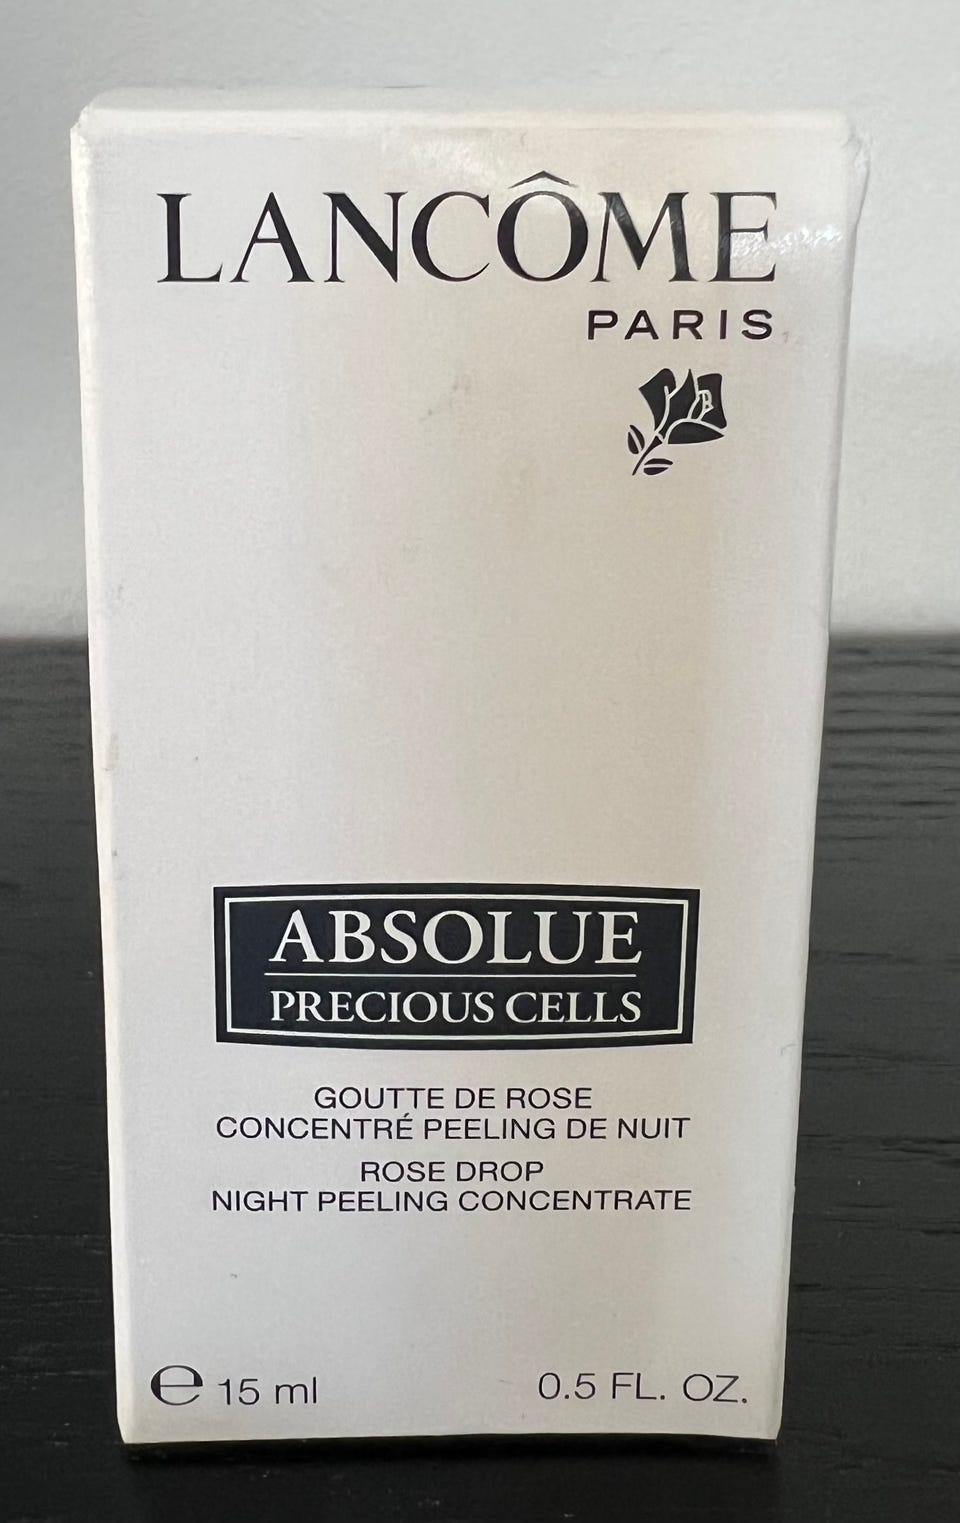 LANCÔME
PARIS
ABSOLUE
PRECIOUS CELLS
GOUTTE DE ROSE
CONCENTRÉ PEELING DE NUIT
ROSE DROP
NIGHT PEELING CONCENTRATE
℮ 15 ml 0.5 FL. OZ.